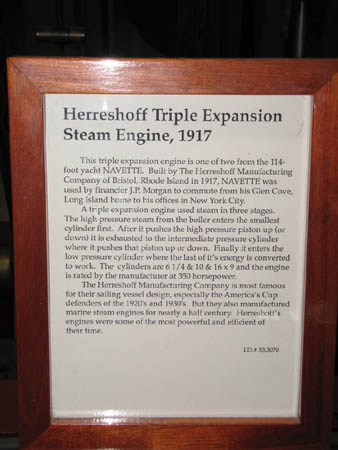 Herreshoff Triple Expansion
Steam Engine, 1917
This triple expansion engine is one of two from the 114-
foot yacht NAVETTE. Built by The Herreshoff Manufacturing
Company of Bristol, Rhode Island in 1917, NAVETTE was
used by financier J.P. Morgan to commute from his Glen Cove,
Long Island home to his offices in New York City.
A triple expansion engine used steam in three stages.
The high pressure steam from the boiler enters the smallest
cylinder first. After it pushes the high pressure piston up (or
down) it is exhausted to the intermediate pressure cylinder
where it pushes that piston up or down. Finally it enters the
low pressure cylinder where the last of it's energy is converted
to work. The cylinders are 6 1/4 & 10 & 16 x 9 and the engine
is rated by the manufacturer at 350 horsepower.
The Herreshoff Manufacturing Company is most famous
for their sailing vessel design, especially the America's Cup
defenders of the 1920's and 1930's. But they also manufactured
marine steam engines for nearly a half century. Herreshoff's
engines were some of the most powerful and efficient of
their time.
I.D.# 53.3070